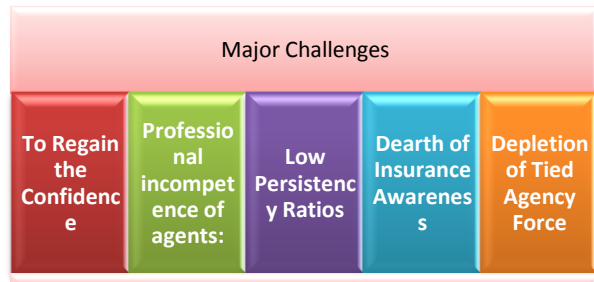 Major Challenges
To Regain
the
Confidenc
e
Professio
nal
incompet
ence of
agents:
Low
Persistenc
y Ratios
Dearth of
Insurance
Awarenes
s
Depletion
of Tied
Agency
Force